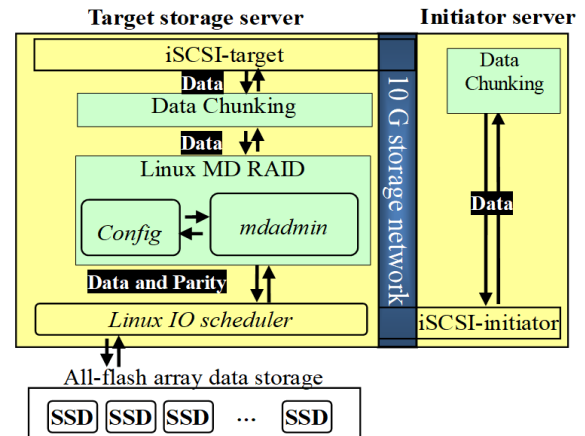 Target storage server
Initiator server
iSCSI-target
Data
Data Chunking
Data
Linux MD RAID
Config
mdadmin
Data and Parity
Linux IO scheduler
10 G storage network
Data
Chunking
Data
iSCSI-initiator
All-flash array data storage
SSD SSD SSD ... SSD